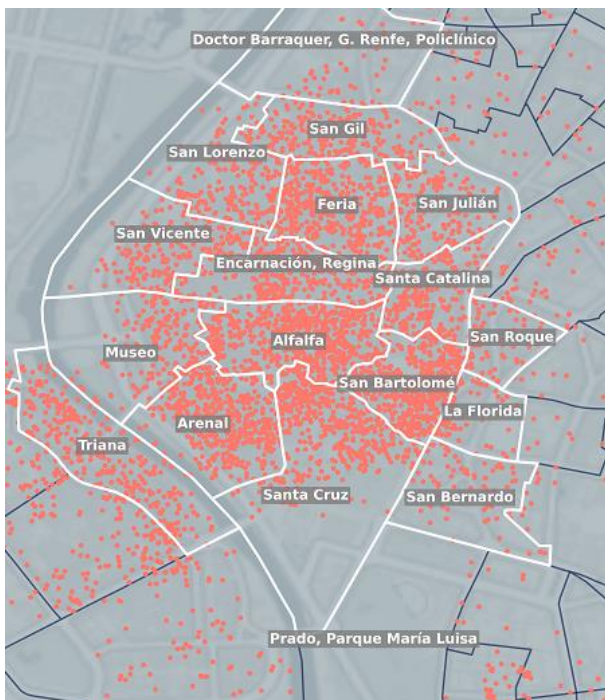 Doctor Barraquer, G. Renfe, Policlínico
San Gil
San Lorenzo
Feria
San Julián
San Vicente
Encarnación, Regina
Santa Catalina
San Roque
Alfalfa
Museo
San Bartolomé
La Florida
Arenal
Triana
Santa Cruz
San Bernardo
Prado, Parque María Luisa